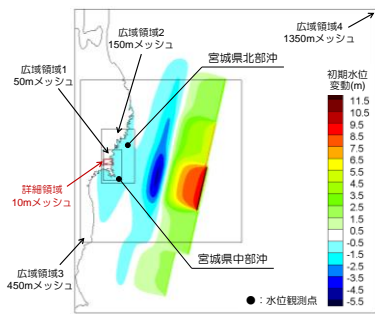 広域領域2
150mメッシュ
広域領域4
1350mメッシュ
宮城県北部沖
広域領域1
50mメッシュ
初期水位
変動(m)
11.5
10.5
9.5
8.5
7.5
6.5
5.5
4.5
3.5
2.5
1.5
0.5
-0.5
-1.5
-2.5
-3.5
-4.5
-5.5
詳細領域
10mメッシュ
宮城県中部沖
広域領域3
450mメッシュ
●：水位観測点